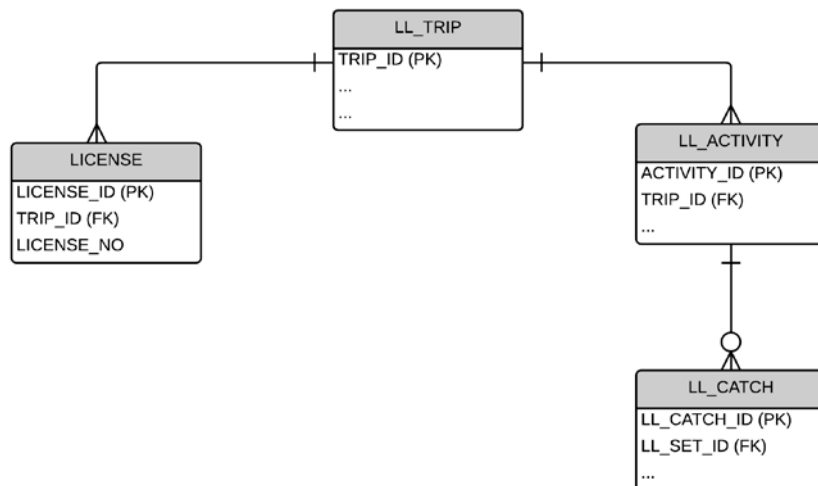 LL_TRIP
TRIP_ID (PK)
...
...
LICENSE
LICENSE_ID (PK)
TRIP_ID (FK)
LICENSE_NO
LL_ACTIVITY
ACTIVITY_ID (PK)
TRIP_ID (FK)
...
LL_CATCH
LL_CATCH_ID (PK)
LL_SET_ID (FK)
...